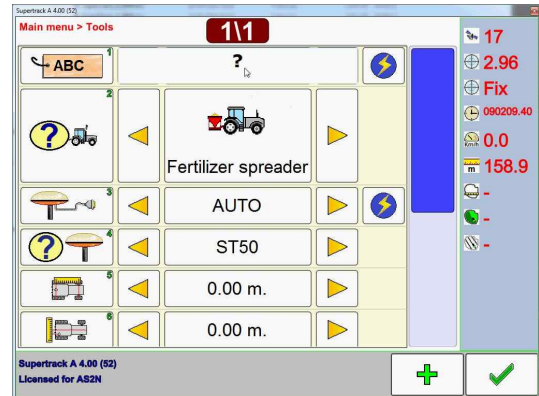 Supertrack A 4.00 (52)
Main menu > Tools
1\1
17
ABC
1
?
2.96
Fix
2
?
090209.40
Km/h
0.0
Fertilizer spreader
m
158.9
3
AUTO
-
-
?
4
ST50
-
5
0.00 m.
6
0.00 m.
Supertrack A 4.00 (52)
Licensed for AS2N